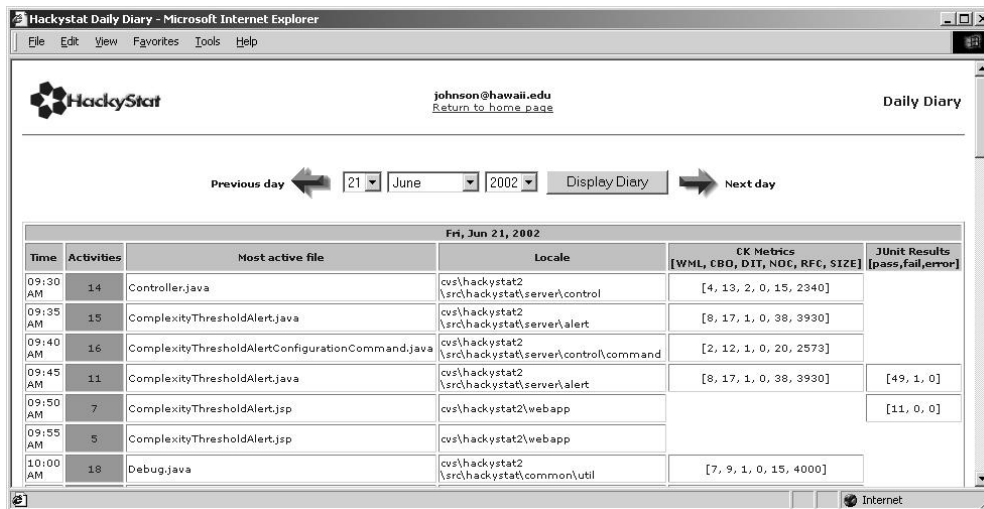 Hackystat Daily Diary - Microsoft Internet Explorer
File Edit View Favorites Tools Help
HackyStat
johnson@hawaii.edu
Return to home page
Daily Diary
Previous day 21 June 2002 Display Diary Next day
Fri, Jun 21, 2002
Time Activities Most active file Locale CK Metrics [WML, CBO, DIT, NOC, RFC, SIZE] JUnit Results [pass,fail,error]
09:30 AM 14 Controller.java cvs\hackystat2 \src\hackystat\server\control [4, 13, 2, 0, 15, 2340]
09:35 AM 15 ComplexityThresholdAlert.java cvs\hackystat2 \src\hackystat\server\alert [8, 17, 1, 0, 38, 3930]
09:40 AM 16 ComplexityThresholdAlertConfigurationCommand.java cvs\hackystat2 \src\hackystat\server\control\command [2, 12, 1, 0, 20, 2573]
09:45 AM 11 ComplexityThresholdAlert.java cvs\hackystat2 \src\hackystat\server\alert [8, 17, 1, 0, 38, 3930] [49, 1, 0]
09:50 AM 7 ComplexityThresholdAlert.jsp cvs\hackystat2\webapp [11, 0, 0]
09:55 AM 5 ComplexityThresholdAlert.jsp cvs\hackystat2\webapp
10:00 AM 18 Debug.java cvs\hackystat2 \src\hackystat\common\util [7, 9, 1, 0, 15, 4000]
Internet